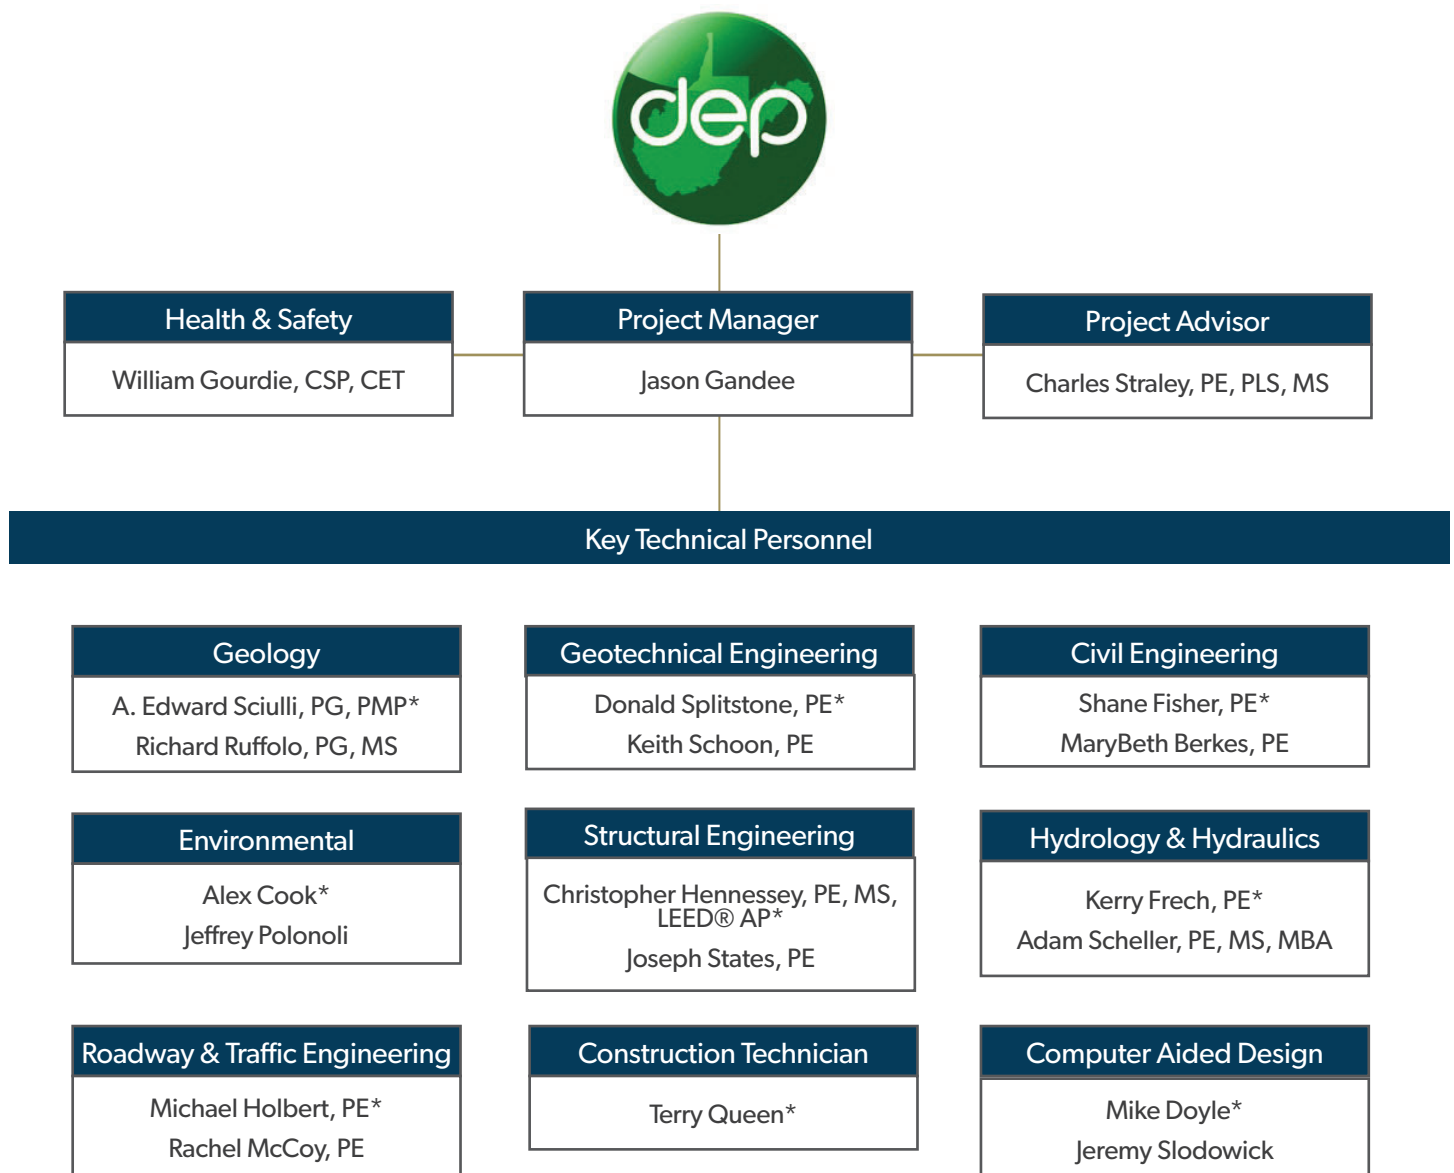 dep
Health & Safety
William Gourdie, CSP, CET
Project Manager
Jason Gandee
Project Advisor
Charles Straley, PE, PLS, MS
Key Technical Personnel
Geology
A. Edward Sciulli, PG, PMP*
Richard Ruffolo, PG, MS
Geotechnical Engineering
Donald Splitstone, PE*
Keith Schoon, PE
Civil Engineering
Shane Fisher, PE*
MaryBeth Berkes, PE
Environmental
Alex Cook*
Jeffrey Polonoli
Structural Engineering
Christopher Hennessey, PE, MS,
LEED® AP*
Joseph States, PE
Hydrology & Hydraulics
Kerry Frech, PE*
Adam Scheller, PE, MS, MBA
Roadway & Traffic Engineering
Michael Holbert, PE*
Rachel McCoy, PE
Construction Technician
Terry Queen*
Computer Aided Design
Mike Doyle*
Jeremy Slodowick